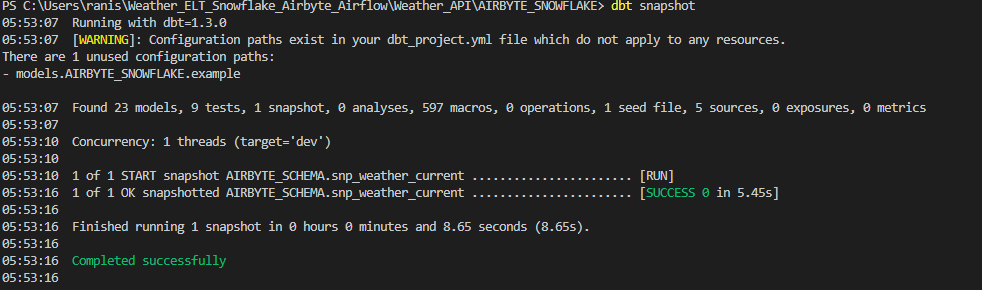 PS C:\Users\ranis\Weather_ELT_Snowflake_Airbyte_Airflow\Weather_API\AIRBYTE_SNOWFLAKE> dbt snapshot
05:53:07  Running with dbt=1.3.0
05:53:07  [WARNING]: Configuration paths exist in your dbt_project.yml file which do not apply to any resources.
There are 1 unused configuration paths:
- models.AIRBYTE_SNOWFLAKE.example
05:53:07  Found 23 models, 9 tests, 1 snapshot, 0 analyses, 597 macros, 0 operations, 1 seed file, 5 sources, 0 exposures, 0 metrics
05:53:07
05:53:10  Concurrency: 1 threads (target='dev')
05:53:10
05:53:10  1 of 1 START snapshot AIRBYTE_SCHEMA.snp_weather_current ....................... [RUN]
05:53:16  1 of 1 OK snapshotted AIRBYTE_SCHEMA.snp_weather_current ....................... [SUCCESS 0 in 5.45s]
05:53:16
05:53:16  Finished running 1 snapshot in 0 hours 0 minutes and 8.65 seconds (8.65s).
05:53:16
05:53:16  Completed successfully
05:53:16